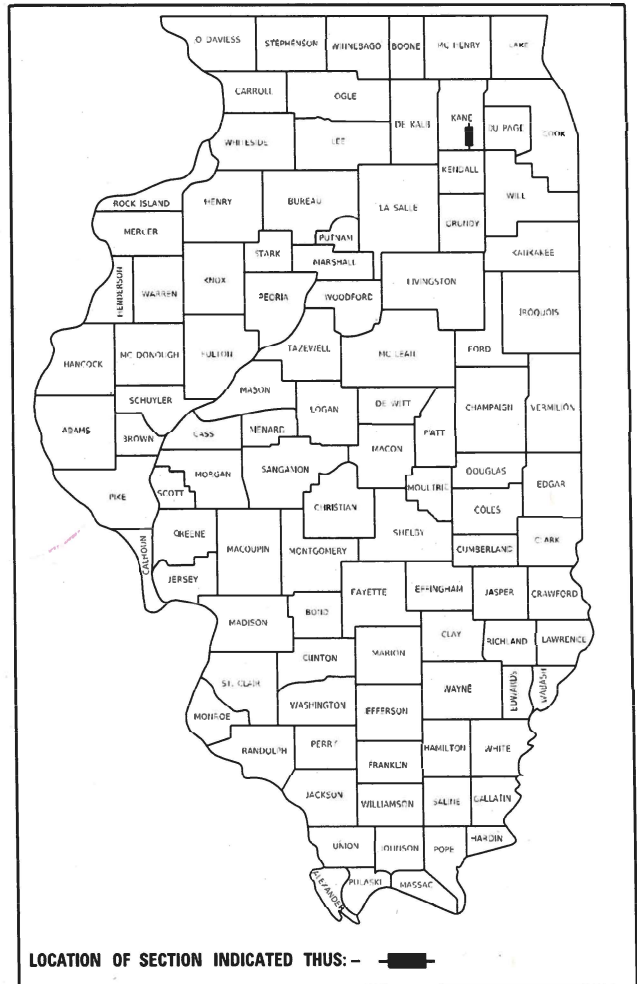 O DAVIESS STEPHENSON WINNEBAGO BOONE MC HENRY LAKE
CARROLL OGLE
DE KALB KANE DU PAGE COOK
WHITESIDE LEE
KENDALL
ROCK ISLAND HENRY BUREAU LA SALLE WILL
MERCER PUTNAM GRUNDY
STARK MARSHALL KANKAKEE
HENDERSON WARREN KNOX PEORIA WOODFORD LIVINGSTON
IROQUOIS
HANCOCK MC DONOUGH FULTON TAZEWELL MC LEAN FORD
SCHUYLER MASON LOGAN DE WITT CHAMPAIGN VERMILION
ADAMS BROWN CASS MENARD MACON PIATT
PIKE SCOTT MORGAN SANGAMON DOUGLAS EDGAR
CHRISTIAN MOULTRIE COLES
CALHOUN GREENE MACOUPIN MONTGOMERY SHELBY CUMBERLAND CLARK
JERSEY FAYETTE EFFINGHAM JASPER CRAWFORD
MADISON BOND CLAY RICHLAND LAWRENCE
CLINTON MARION
ST. CLAIR WAYNE EDWARDS WABASH
MONROE WASHINGTON EFFERSON
RANDOLPH PERRY FRANKLIN HAMILTON WHITE
JACKSON WILLIAMSON SALINE GALLATIN
UNION JOHNSON POPE HARDIN
ALEXANDER PULASKI MASSAC
LOCATION OF SECTION INDICATED THUS: –